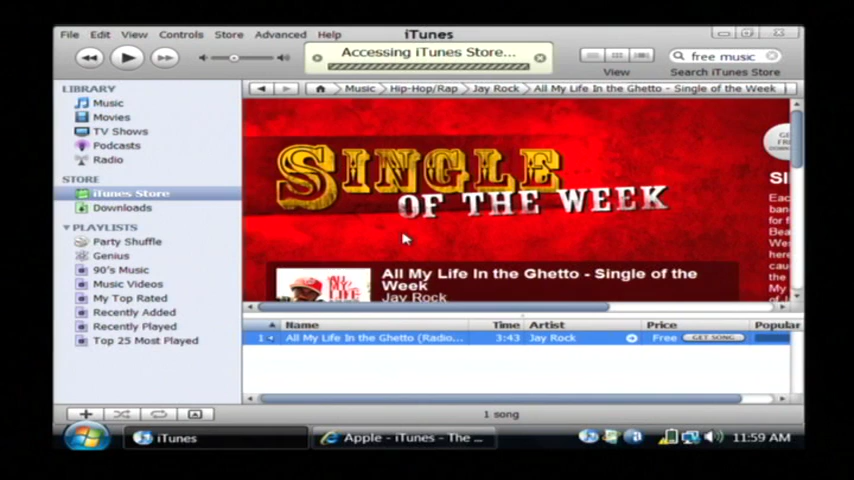 File Edit View Controls Store Advanced Help
iTunes
Accessing iTunes Store...
free music
View
Search iTunes Store
LIBRARY
Music
Movies
TV Shows
Podcasts
Radio
STORE
iTunes Store
Downloads
PLAYLISTS
Party Shuffle
Genius
90's Music
Music Videos
My Top Rated
Recently Added
Recently Played
Top 25 Most Played
Music Hip-Hop/Rap Jay Rock All My Life In the Ghetto - Single of the Week
SINGLE
OF THE WEEK
All My Life In the Ghetto - Single of the
Week
Jay Rock
Name Time Artist Price Popular
1 All My Life In the Ghetto (Radio... 3:43 Jay Rock Free GET SONG
1 song
iTunes
Apple - iTunes - The ...
11:59 AM